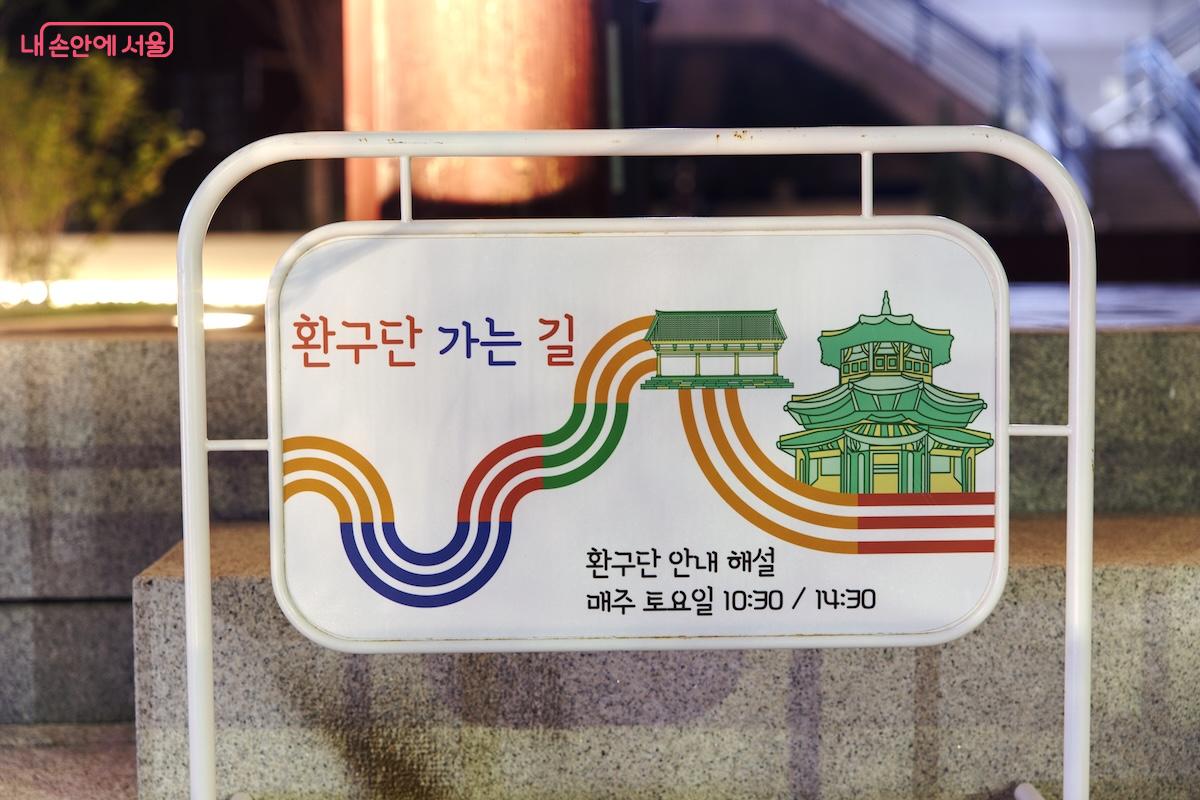 내 손안에 서울
환구단 가는 길
환구단 안내 해설
매주 토요일 10:30 / 14:30